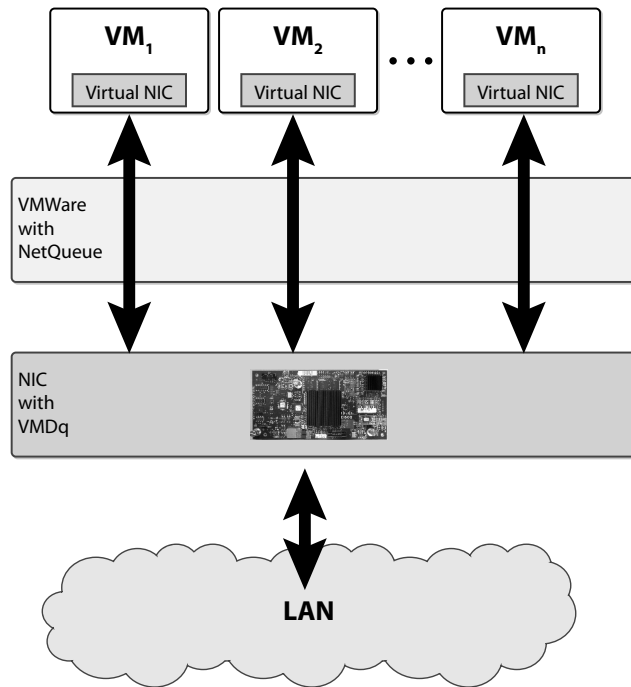 VM1
VM2
...
VMn
Virtual NIC
Virtual NIC
Virtual NIC
VMWare
with
NetQueue
NIC
with
VMDq
LAN